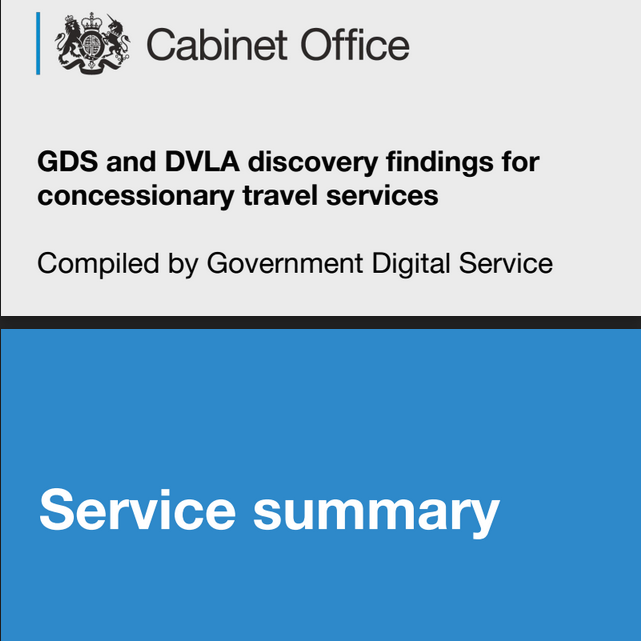 Cabinet Office
GDS and DVLA discovery findings for
concessionary travel services
Compiled by Government Digital Service
Service summary